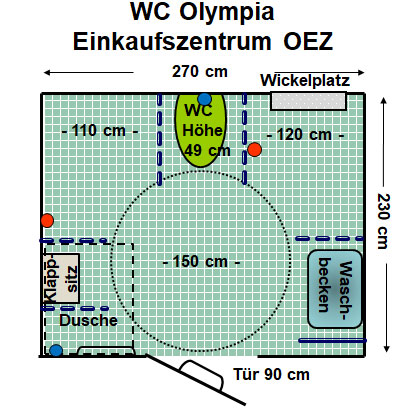 WC Olympia
Einkaufszentrum OEZ
270 cm
Wickelplatz
WC
Höhe
49 cm
- 110 cm -
- 120 cm -
230 cm
- 150 cm -
Klapp-
sitz
Wasch-
becken
Dusche
Tür 90 cm